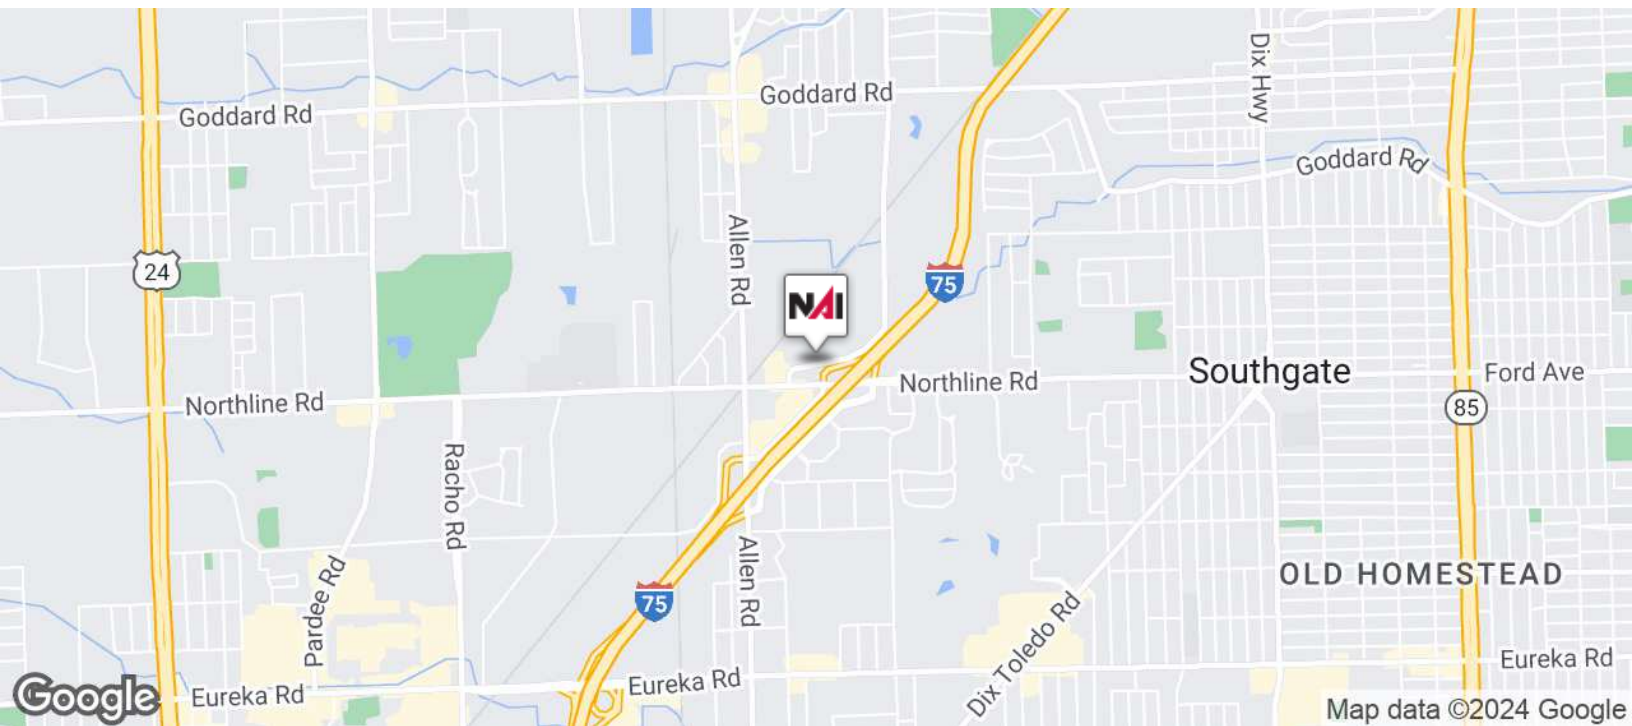 Dix Hwy
Goddard Rd
Goddard Rd
Goddard Rd
Allen Rd
24
75
NAI
Southgate
Ford Ave
Northline Rd
Northline Rd
85
Racho Rd
Allen Rd
Pardee Rd
75
OLD HOMESTEAD
Dix Toledo Rd
Eureka Rd
Eureka Rd
Eureka Rd
Google
Map data ©2024 Google